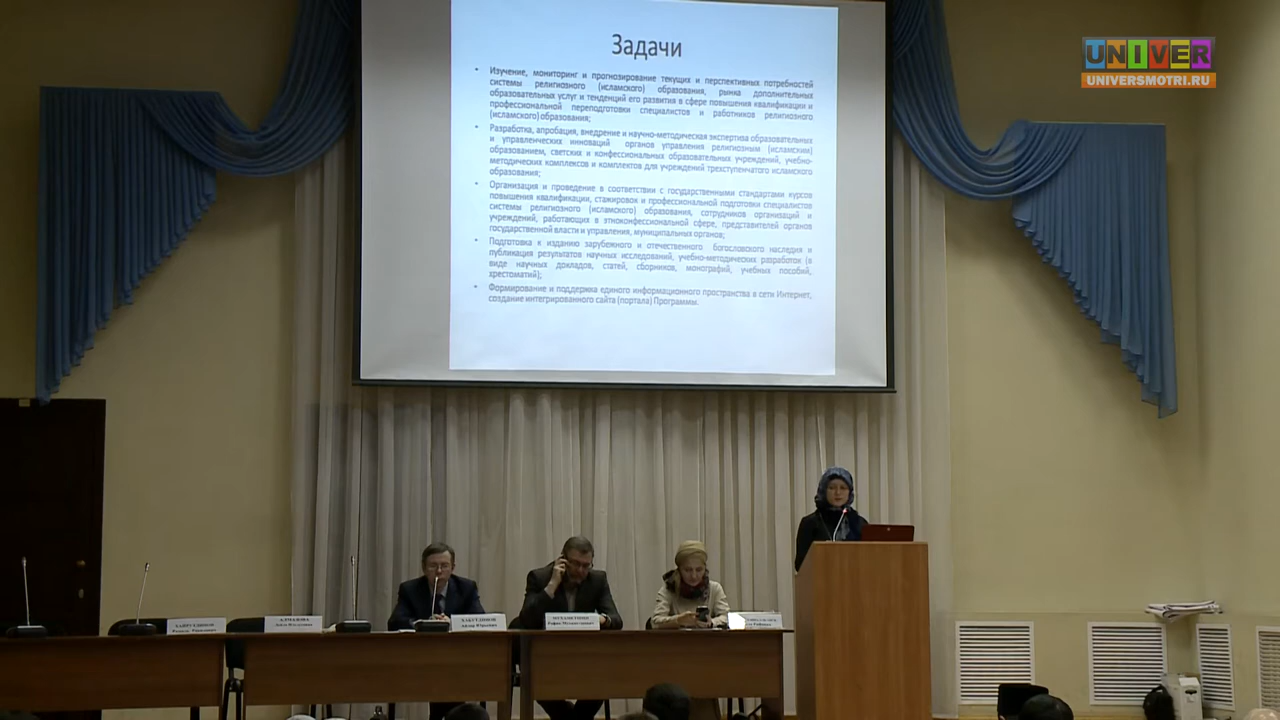 Задачи
• Изучение, мониторинг и прогнозирование текущих и перспективных потребностей
системы религиозного (исламского) образования, рынка дополнительных
образовательных услуг и тенденций его развития в сфере повышения квалификации и
профессиональной переподготовки специалистов и работников религиозного
(исламского) образования;
• Разработка, апробация, внедрение и научно-методическая экспертиза образовательных
и управленческих инноваций органов управления религиозным (исламским)
образованием, светских и конфессиональных образовательных учреждений, учебно-
методических комплексов и комплектов для учреждений трехступенчатого исламского
образования;
• Организация и проведение в соответствии с государственными стандартами курсов
повышения квалификации, стажировок и профессиональной подготовки специалистов
системы религиозного (исламского) образования, сотрудников организаций и
учреждений, работающих в этноконфессиональной сфере, представителей органов
государственной власти и управления, муниципальных органов;
• Подготовка к изданию зарубежного и отечественного богословского наследия и
публикация результатов научных исследований, учебно-методических разработок (в
виде научных докладов, статей, сборников, монографий, учебных пособий,
хрестоматий);
• Формирование и поддержка единого информационного пространства в сети Интернет,
создание интегрированного сайта (портала) Программы.
UNIVER
UNIVERSMOTRI.RU
ХАЙРУТДИНОВ
АЛМАЗОВА
МУХАМЕТШИН